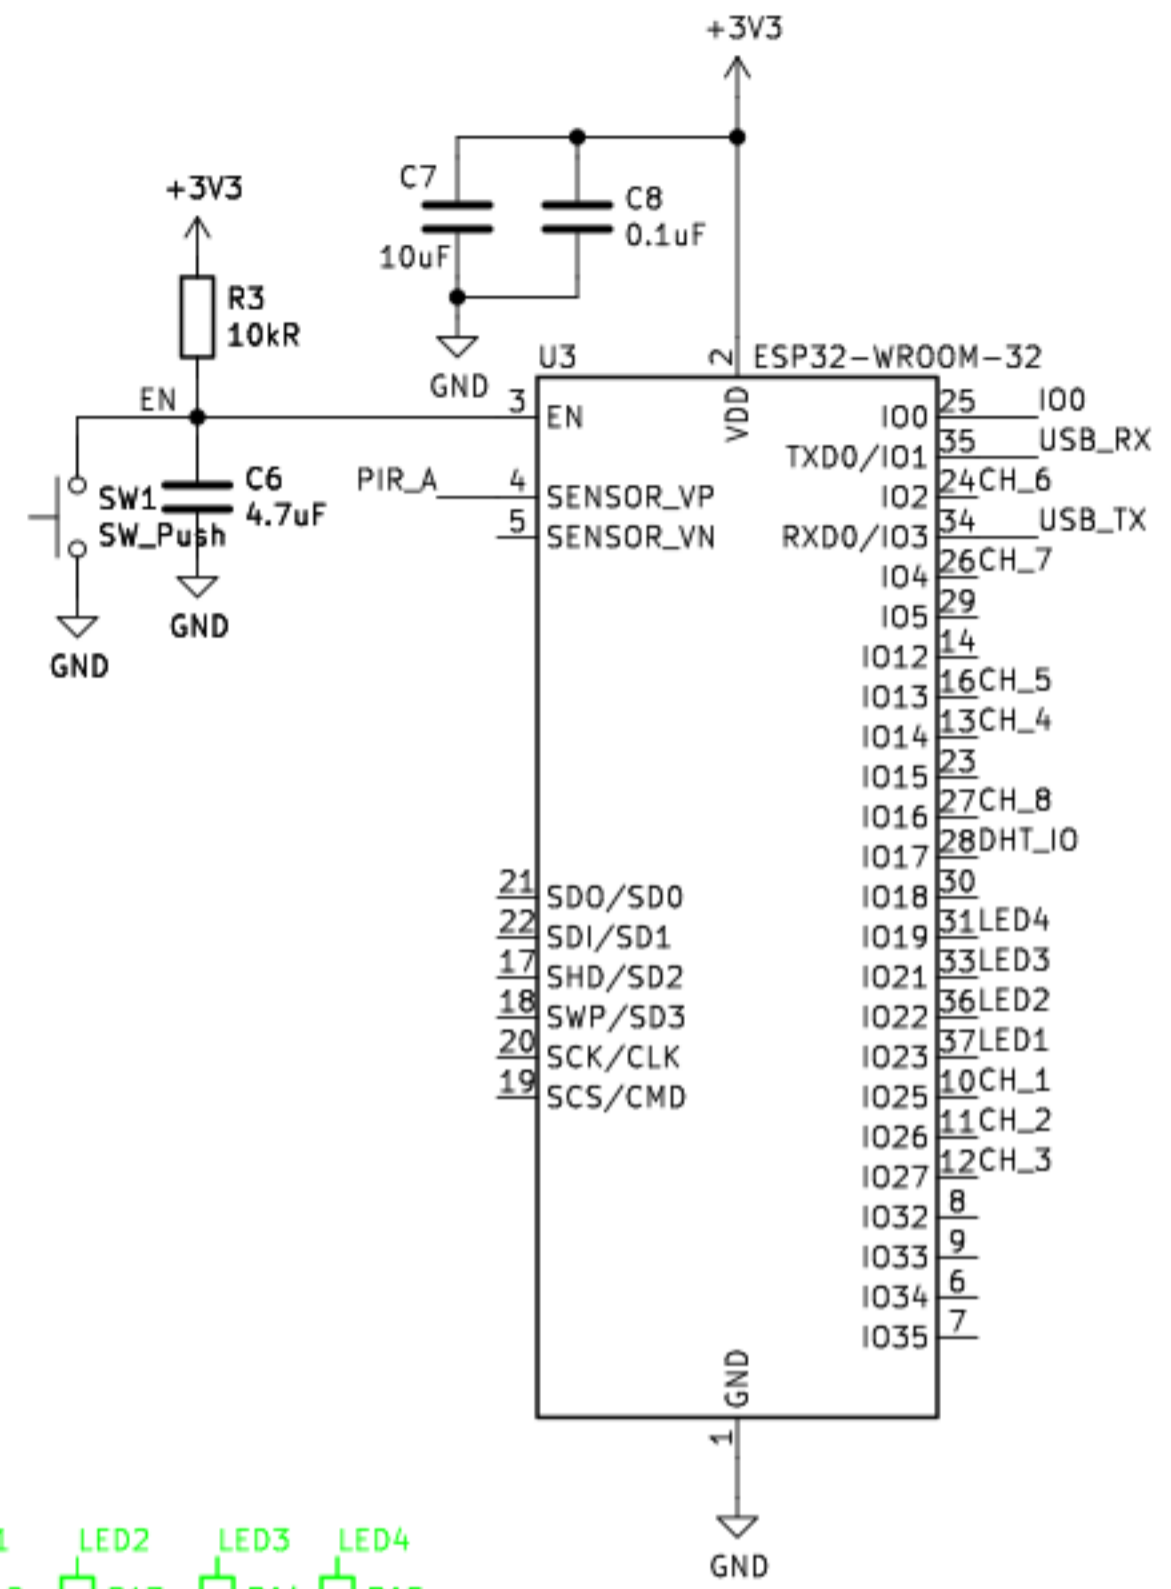 +3V3
C7
10uF
C8
0.1uF
GND
+3V3
R3
10kR
EN
SW1
SW_Push
C6
4.7uF
GND
GND
U3
ESP32-WROOM-32
2
VDD
3 EN
PIR_A 4 SENSOR_VP
5 SENSOR_VN
21 SDO/SD0
22 SDI/SD1
17 SHD/SD2
18 SWP/SD3
20 SCK/CLK
19 SCS/CMD
IO0 25 IO0
TXD0/IO1 35 USB_RX
IO2 24 CH_6
RXD0/IO3 34 USB_TX
IO4 26 CH_7
IO5 29
IO12 14
IO13 16 CH_5
IO14 13 CH_4
IO15 23
IO16 27 CH_8
IO17 28 DHT_IO
IO18 30
IO19 31 LED4
IO21 33 LED3
IO22 36 LED2
IO23 37 LED1
IO25 10 CH_1
IO26 11 CH_2
IO27 12 CH_3
IO32 8
IO33 9
IO34 6
IO35 7
GND
1
GND
LED2 LED3 LED4